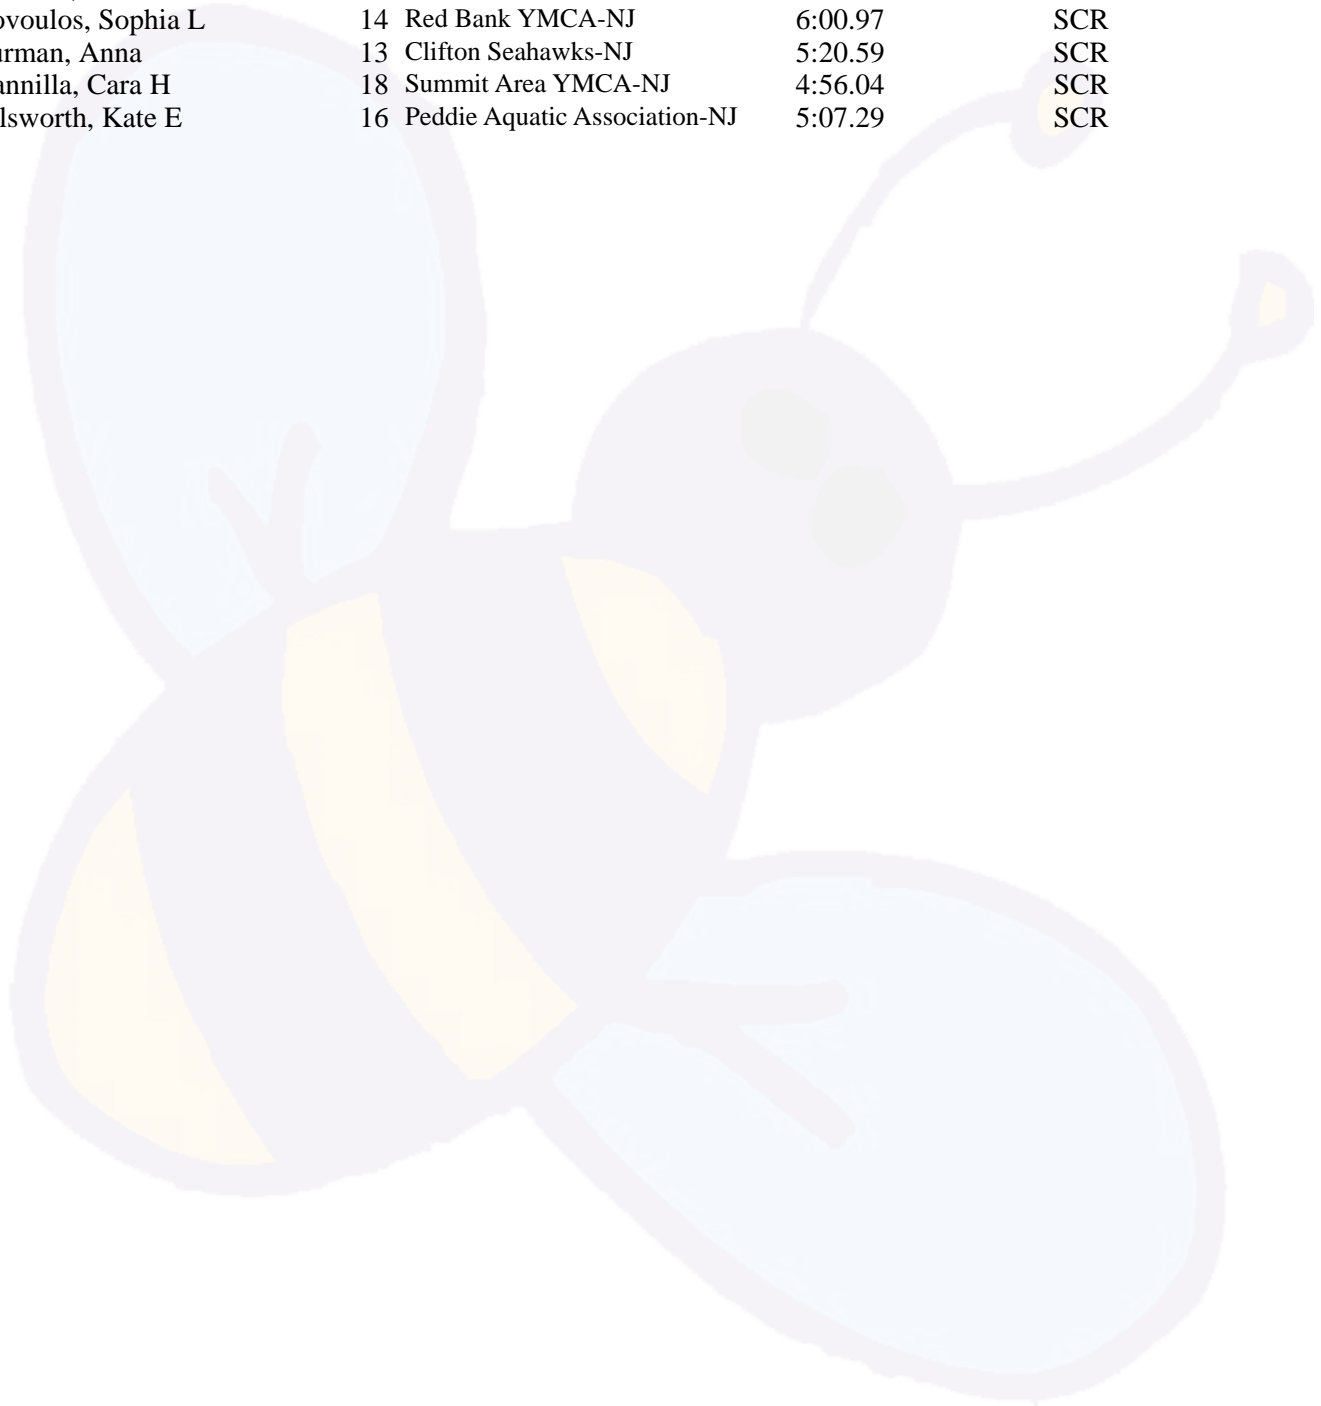 ovoulos, Sophia L 14 Red Bank YMCA-NJ 6:00.97 SCR
urman, Anna 13 Clifton Seahawks-NJ 5:20.59 SCR
annilla, Cara H 18 Summit Area YMCA-NJ 4:56.04 SCR
lsworth, Kate E 16 Peddie Aquatic Association-NJ 5:07.29 SCR